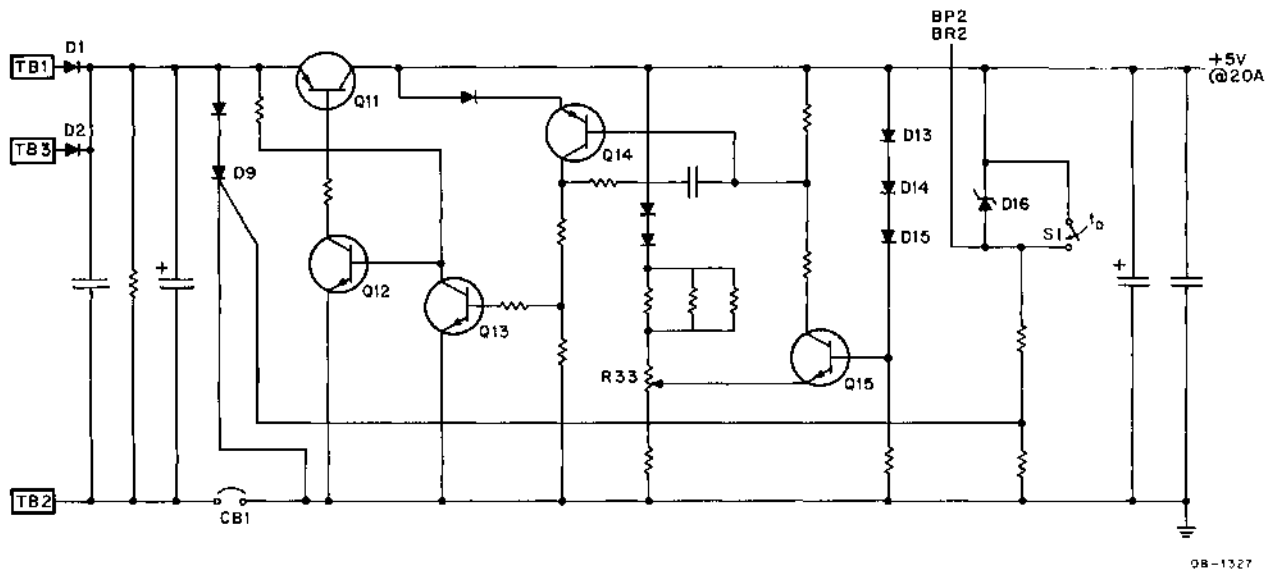 BP2
BR2
D1
TB1
+5V
@20A
Q11
D2
TB3
D13
Q14
D9
D14
D16
S1
t_D
D15
Q12
Q13
R33
Q15
TB2
CB1
08-1327